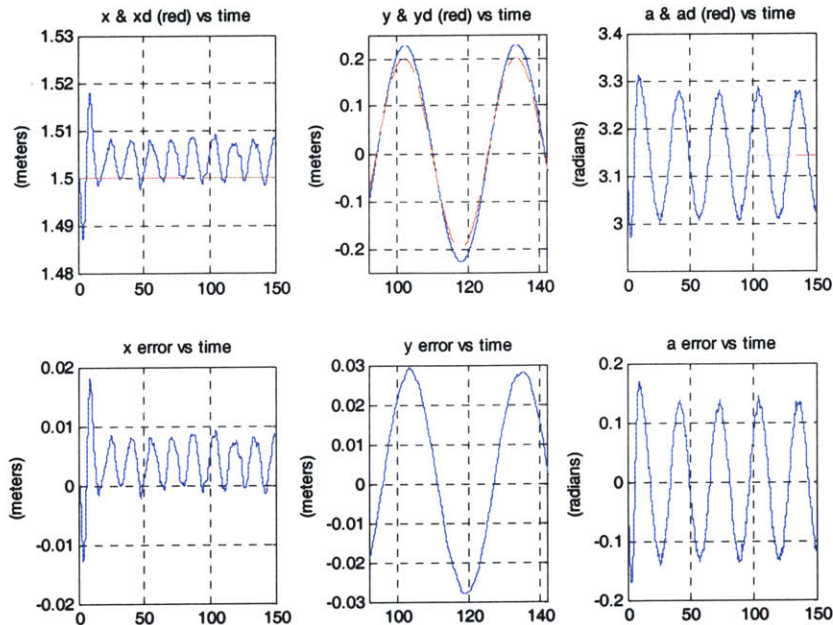 x & xd (red) vs time
1.53
1.52
1.51
1.5
1.49
1.48
(meters)
0 50 100 150
y & yd (red) vs time
0.2
0.1
0
-0.1
-0.2
(meters)
100 120 140
a & ad (red) vs time
3.4
3.3
3.2
3.1
3
(radians)
0 50 100 150
x error vs time
0.02
0.01
0
-0.01
-0.02
(meters)
0 50 100 150
y error vs time
0.03
0.02
0.01
0
-0.01
-0.02
-0.03
(meters)
100 120 140
a error vs time
0.2
0.1
0
-0.1
-0.2
(radians)
0 50 100 150